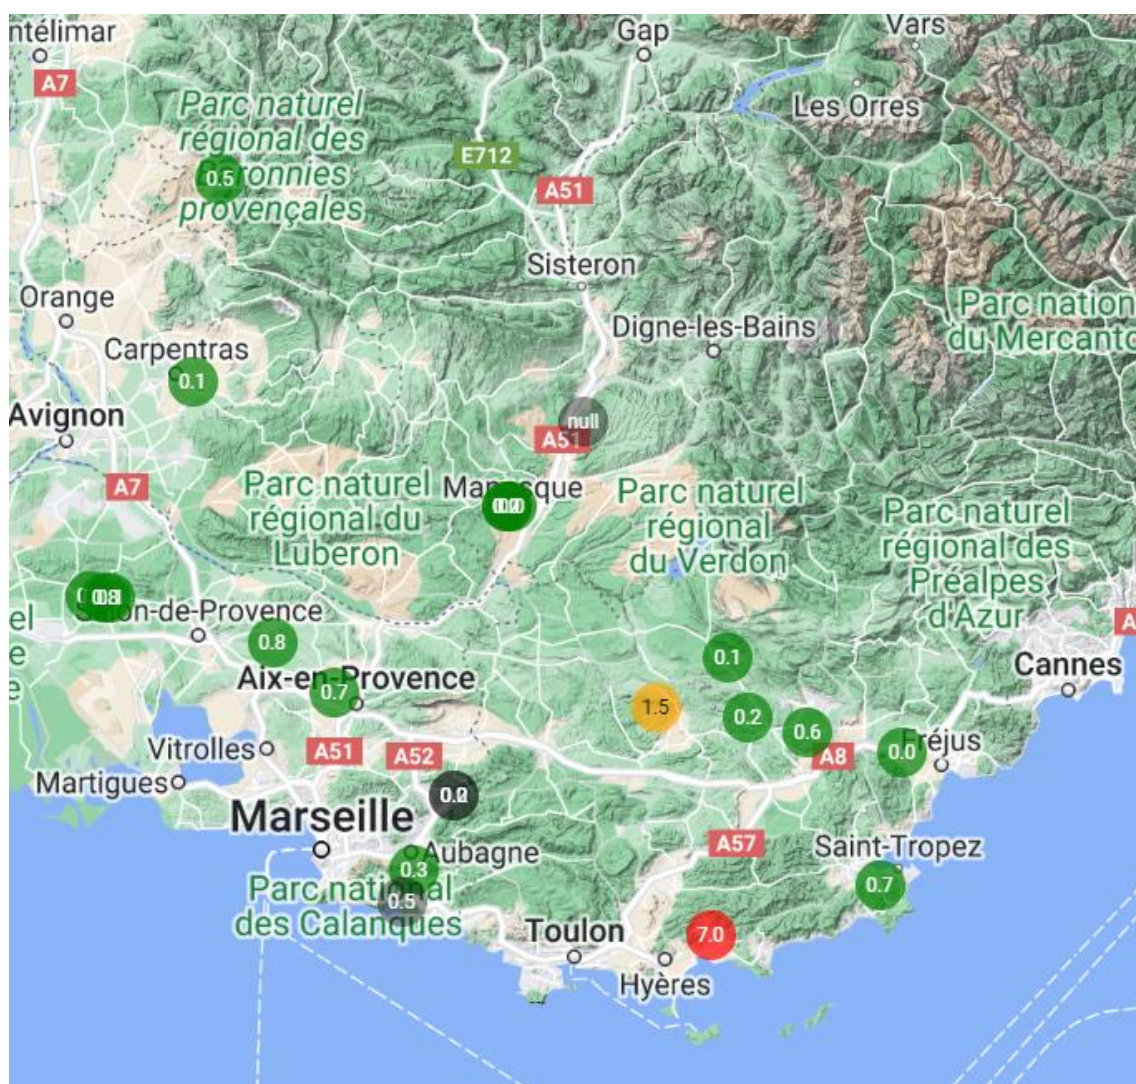 ntélimar
Gap
Vars
A7
Les Orres
Parc naturel
régional des
E712
0.5
ronnies
A51
provençales
Sisteron
Orange
Parc nation
du Mercanto
Digne-les-Bains
Carpentras
0.1
Avignon
null
A51
A7
Parc naturel
régional du
Luberon
Parc naturel
régional
du Verdon
Parc naturel
régional des
Préalpes
d'Azur
el
e
e
on-de-Provence
0.8
0.1
A
Cannes
Aix-en-Provence
0.7
1.5
0.2
0.6
0.0
Fréjus
A8
Vitrolles
A51
A52
Martigues
Marseille
Aubagne
A57
Saint-Tropez
0.3
0.7
Parc national
des Calanques
0.5
Toulon
7.0
Hyères